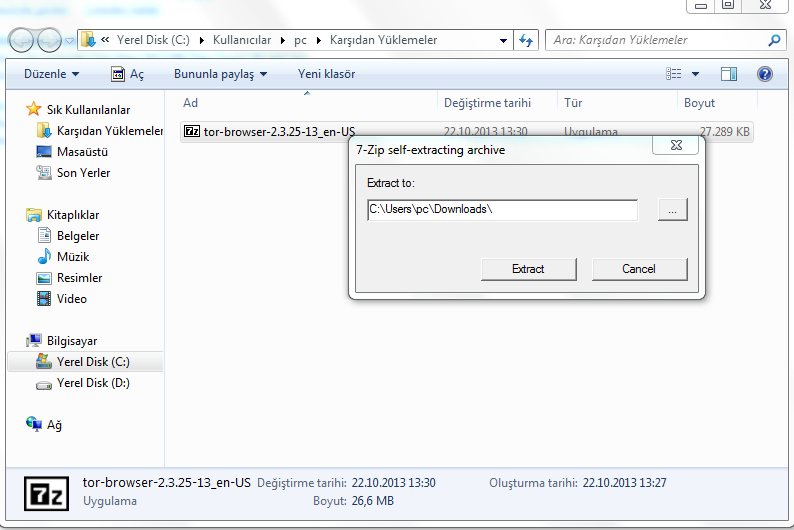 « Yerel Disk (C:) Kullanıcılar pc Karşıdan Yüklemeler Ara: Karşıdan Yüklemeler
Düzenle Aç Bununla paylaş Yeni klasör
Ad Değiştirme tarihi Tür Boyut
Sık Kullanılanlar
Karşıdan Yüklemeler
Masaüstü
Son Yerler
Kitaplıklar
Belgeler
Müzik
Resimler
Video
Bilgisayar
Yerel Disk (C:)
Yerel Disk (D:)
Ağ
7z tor-browser-2.3.25-13_en-US 22.10.2013 13:30 Uygulama 27.289 KB
7-Zip self-extracting archive
Extract to:
C:\Users\pc\Downloads\ ...
Extract Cancel
7z
tor-browser-2.3.25-13_en-US Değiştirme tarihi: 22.10.2013 13:30 Oluşturma tarihi: 22.10.2013 13:27
Uygulama Boyut: 26,6 MB